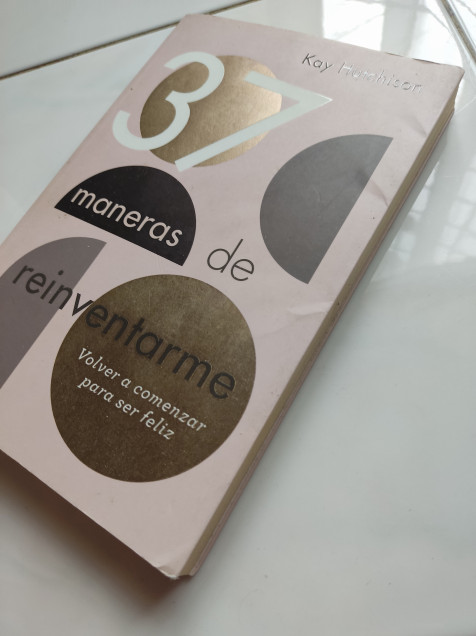 Kay
37
maneras
de
reinventarme
Volver a comenzar
para ser feliz